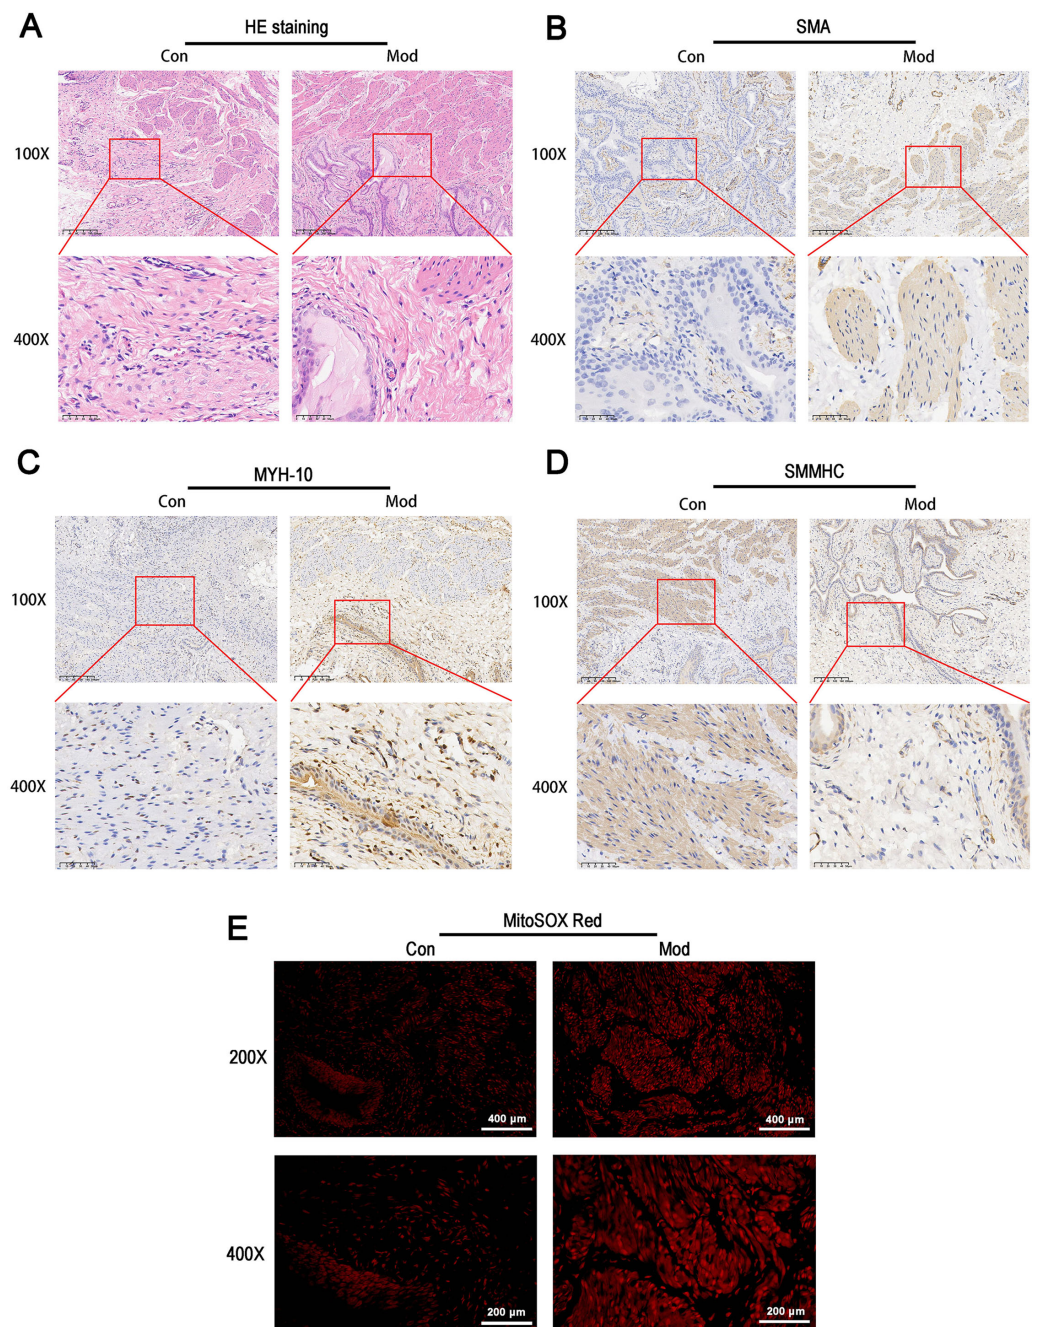 A
HE staining
Con Mod
100X
400X
B
SMA
Con Mod
100X
400X
C
MYH-10
Con Mod
100X
400X
D
SMMHC
Con Mod
100X
400X
E
MitoSOX Red
Con Mod
200X
400 µm 400 µm
400X
200 µm 200 µm